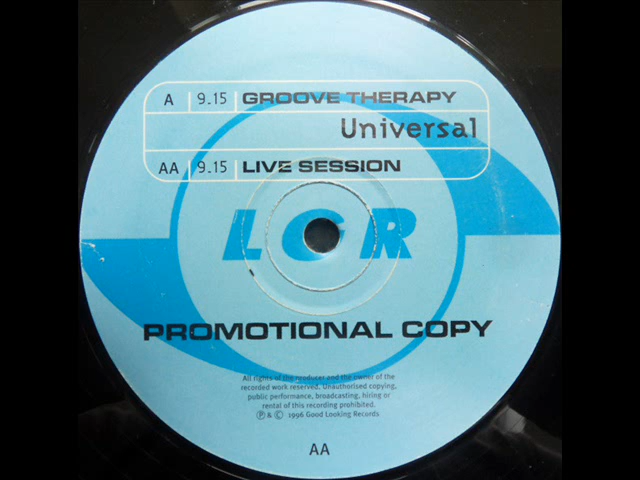 A 9.15 GROOVE THERAPY
Universal
AA 9.15 LIVE SESSION
LGR
PROMOTIONAL COPY
All rights of the producer and the owner of the
recorded work reserved. Unauthorised copying,
public performance, broadcasting, hiring or
rental of this recording prohibited.
℗ & © 1996 Good Looking Records
AA